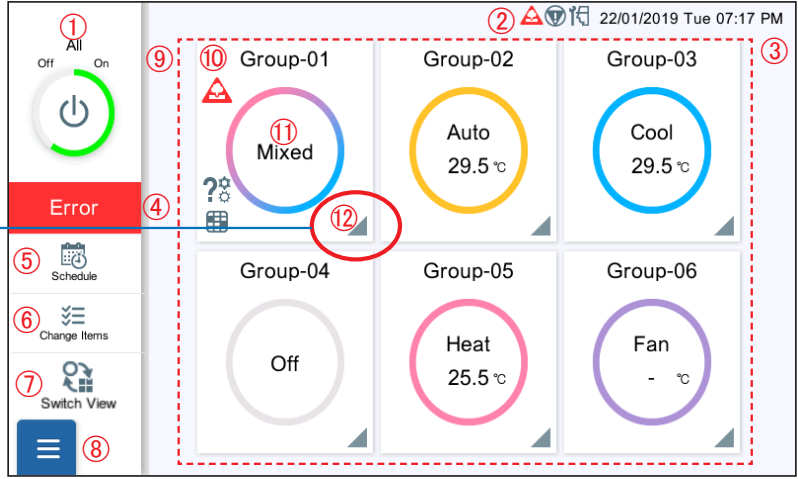 ①
All
Off On
② 22/01/2019 Tue 07:17 PM
③
Error
④
⑤
Schedule
⑥
Change Items
⑦
Switch View
⑧
⑨
⑩ Group-01
⑪
Mixed
⑫
Group-02
Auto
29.5 ℃
Group-03
Cool
29.5 ℃
Group-04
Off
Group-05
Heat
25.5 ℃
Group-06
Fan
- ℃